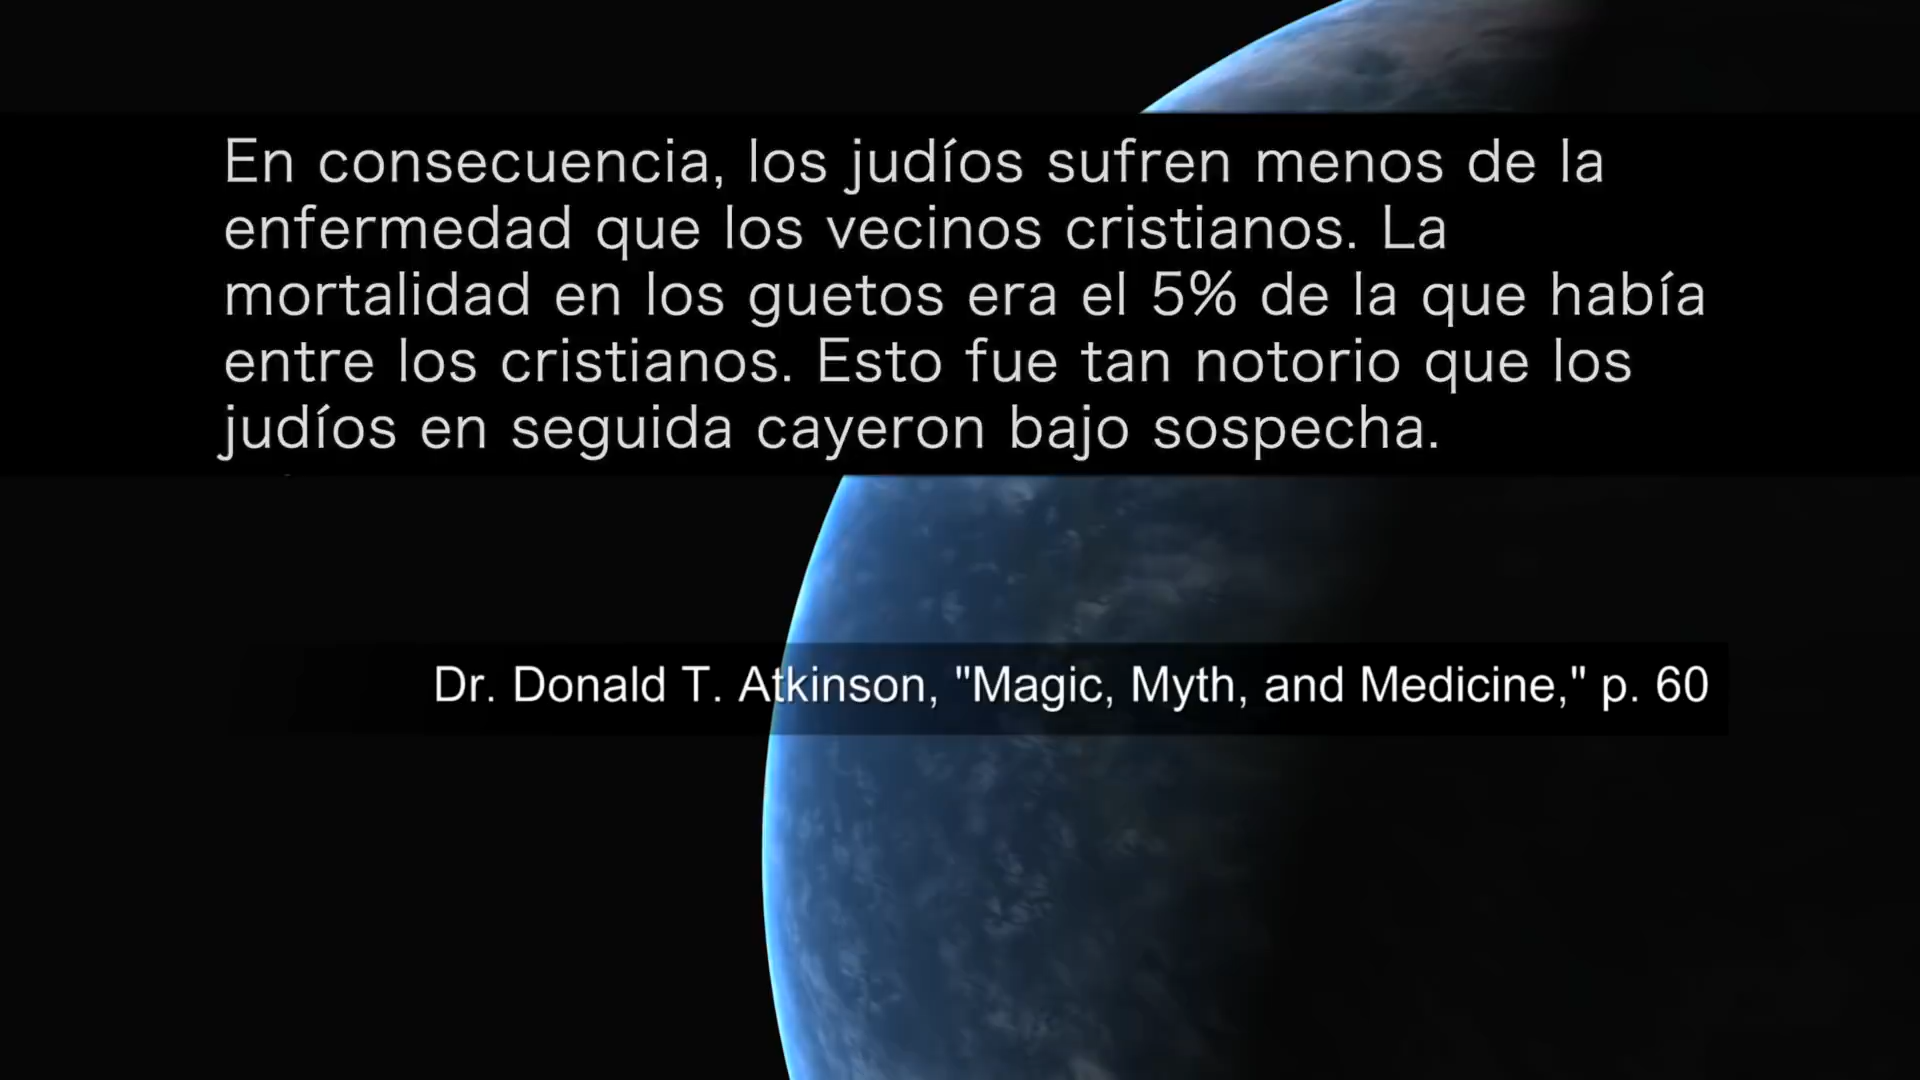 En consecuencia, los judíos sufren menos de la
enfermedad que los vecinos cristianos. La
mortalidad en los guetos era el 5% de la que había
entre los cristianos. Esto fue tan notorio que los
judíos en seguida cayeron bajo sospecha.
Dr. Donald T. Atkinson, "Magic, Myth, and Medicine," p. 60